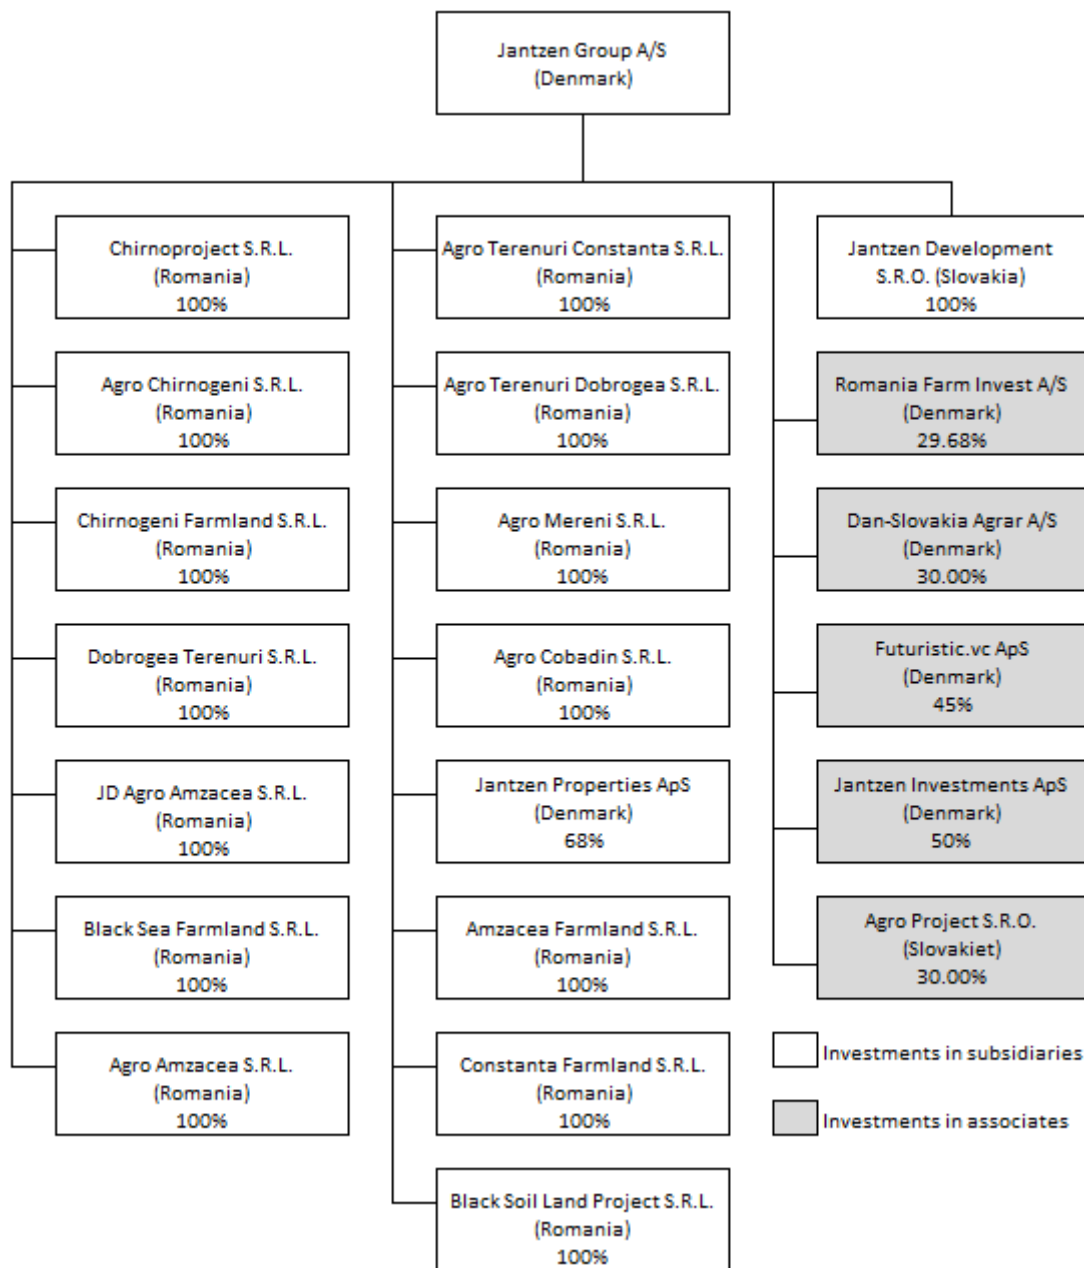 Jantzen Group A/S
(Denmark)
Chirnoproject S.R.L.
(Romania)
100%
Agro Chirnogeni S.R.L.
(Romania)
100%
Chirnogeni Farmland S.R.L.
(Romania)
100%
Dobrogea Terenuri S.R.L.
(Romania)
100%
JD Agro Amzacea S.R.L.
(Romania)
100%
Black Sea Farmland S.R.L.
(Romania)
100%
Agro Amzacea S.R.L.
(Romania)
100%
Agro Terenuri Constanta S.R.L.
(Romania)
100%
Agro Terenuri Dobrogea S.R.L.
(Romania)
100%
Agro Mereni S.R.L.
(Romania)
100%
Agro Cobadin S.R.L.
(Romania)
100%
Jantzen Properties ApS
(Denmark)
68%
Amzacea Farmland S.R.L.
(Romania)
100%
Constanta Farmland S.R.L.
(Romania)
100%
Black Soil Land Project S.R.L.
(Romania)
100%
Jantzen Development
S.R.O. (Slovakia)
100%
Romania Farm Invest A/S
(Denmark)
29.68%
Dan-Slovakia Agrar A/S
(Denmark)
30.00%
Futuristic.vc ApS
(Denmark)
45%
Jantzen Investments ApS
(Denmark)
50%
Agro Project S.R.O.
(Slovakiet)
30.00%
Investments in subsidiaries
Investments in associates